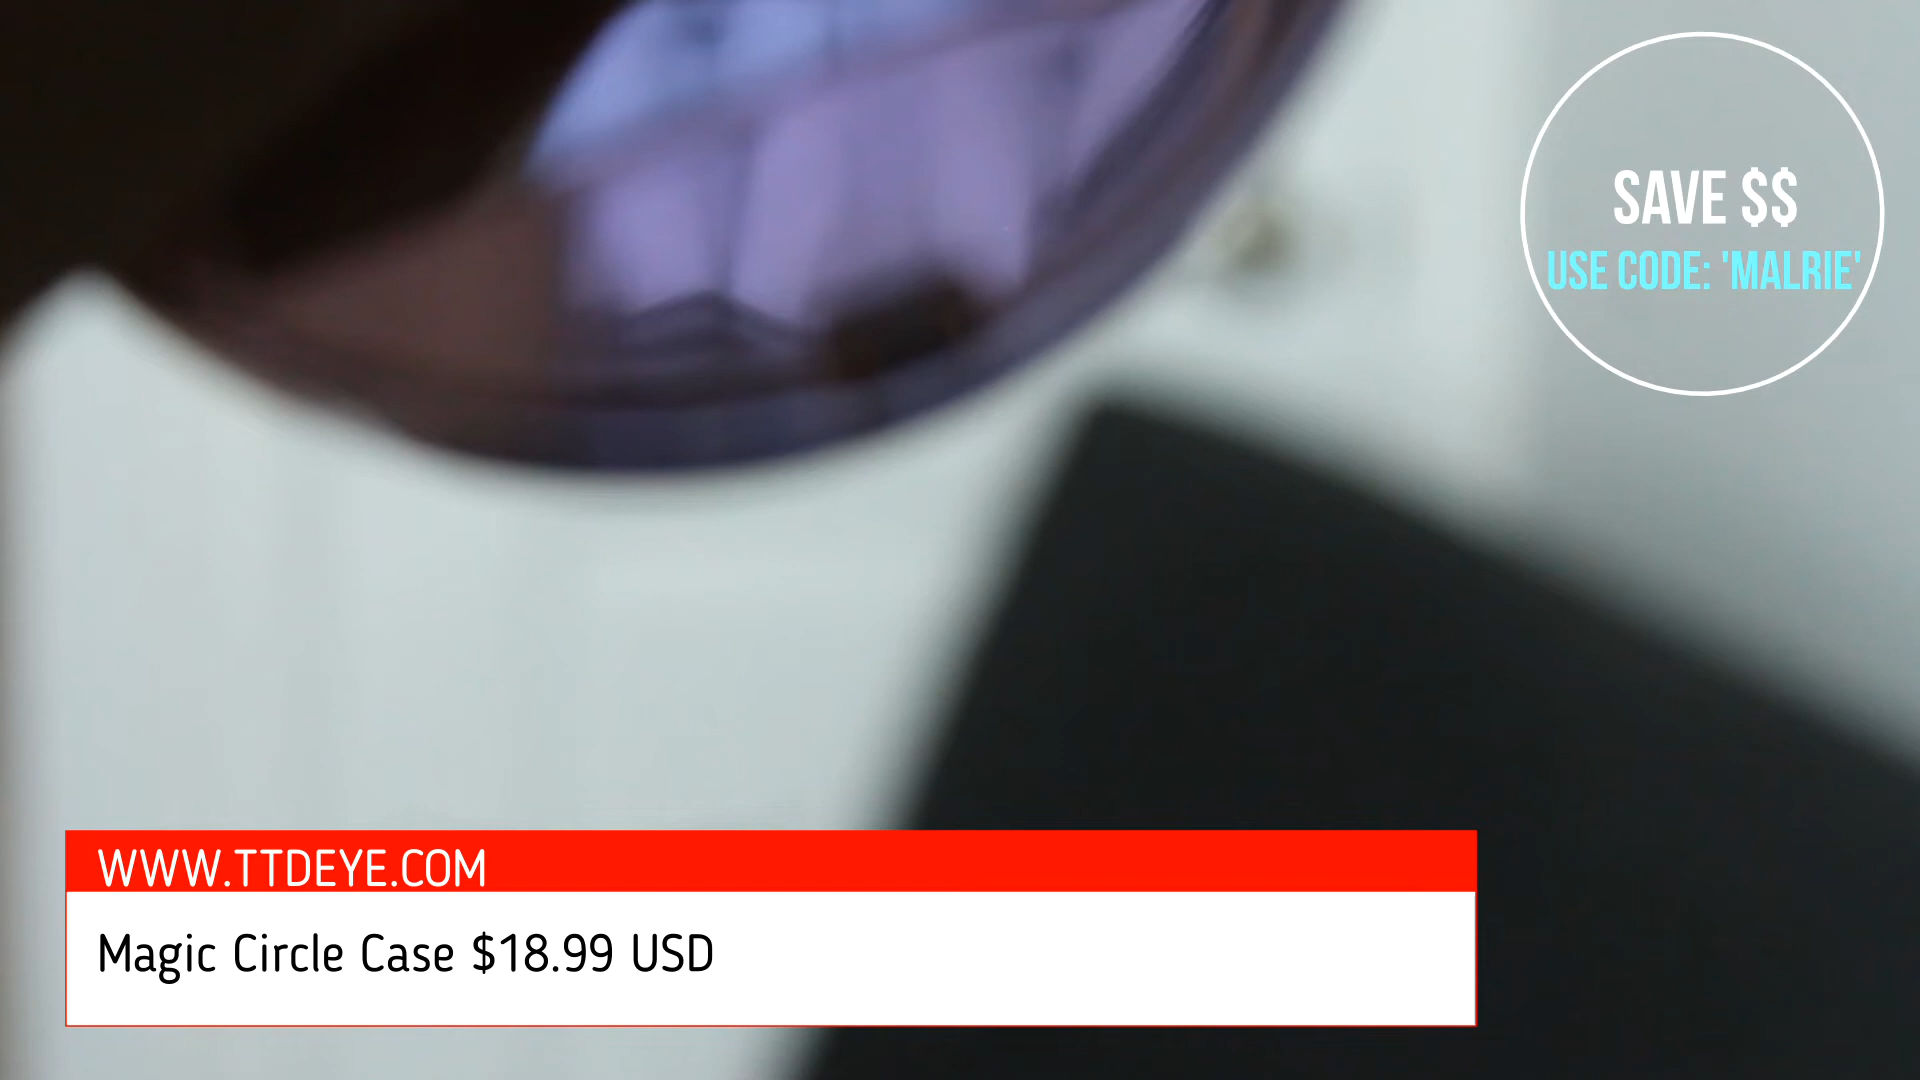 SAVE $$
USE CODE: 'MALRIE'
WWW.TTDEYE.COM
Magic Circle Case $18.99 USD